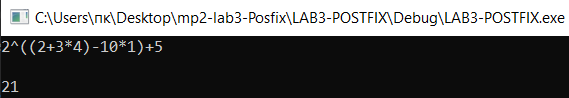 C:\Users\пк\Desktop\mp2-lab3-Posfix\LAB3-POSTFIX\Debug\LAB3-POSTFIX.exe
2^((2+3*4)-10*1)+5
21